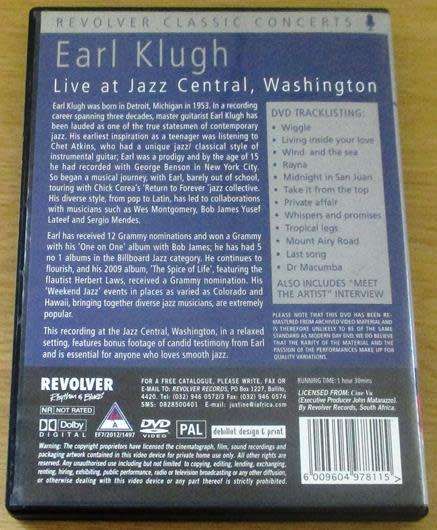 REVOLVER CLASSIC CONCERTS
Earl Klugh
Live at Jazz Central, Washington
Earl Klugh was born in Detroit, Michigan in 1953. In a recording
career spanning three decades, master guitarist Earl Klugh has
been lauded as one of the true statesmen of contemporary
jazz. His earliest inspiration as a teenager was listening to
Chet Atkins, who had a unique jazz/ classical style of
instrumental guitar; Earl was a prodigy and by the age of 15
he had recorded with George Benson in New York City.
So began a journey, with Earl, barely out of school,
touring with Chick Corea's 'Return to Forever' jazz collective.
His diverse style, from pop to Latin, has led to collaborations
with musicians such as Wes Montgomery, Bob James Yusef
Lateef and Sergio Mendes.
Earl has received 12 Grammy nominations and won a Grammy
with his 'One on One' album with Bob James; he has had 5
no 1 albums in the Billboard Jazz category. He continues to
flourish, and his 2009 album, 'The Spice of Life', featuring the
flautist Herbert Laws, received a Grammy nomination. His
'Weekend Jazz' events in places as varied as Colorado and
Hawaii, bringing together diverse jazz musicians, are extremely
popular.
This recording at the Jazz Central, Washington, in a relaxed
setting, features bonus footage of candid testimony from Earl
and is essential for anyone who loves smooth jazz.
DVD TRACKLISTING:
• Wiggle
• Living inside your love
• Wind and the sea
• Rayna
• Midnight in San Juan
• Take it from the top
• Private affair
• Whispers and promises
• Tropical legs
• Mount Airy Road
• Last song
• Dr Macumba
ALSO INCLUDES "MEET
THE ARTIST" INTERVIEW
PLEASE NOTE THAT THIS DVD HAS BEEN RE-
MASTERED FROM ARCHIVED VIDEO MATERIAL AND
IS THEREFORE UNLIKELY TO BE OF THE SAME
STANDARD AS MODERN DAY DVD. WE DO BELIEVE
THAT THE RARITY OF THE MATERIAL AND THE
PASSION OF THE PERFORMANCES MAKE UP FOR
QUALITY VARIATIONS.
REVOLVER
Rhythm & Blues
NR NOT RATED
Dolby
DIGITAL
FOR A FREE CATALOGUE, PLEASE WRITE, FAX OR
E-MAIL TO: REVOLVER RECORDS, PO Box 1227, Ballito,
4420. Tel: (032) 946 0572/3 Fax: (032) 946 0574
SMS: 0828500401 E-mail: justine@iafrica.com
A
EF7/2012/1497
DVD
VIDEO
PAL
debullot design & print
RUNNING TIME: 1 hour 30mins
LICENSED FROM: Cine Vu
(Executive Producer John Matauzze)
By Revolver Records, South Africa.
Warning: The copyright proprietors have licensed the cinematograph, film, sound recordings and
packaging artwork contained in this video device for private home use only. All other rights are
reserved. Any unauthorised use including but not limited to copying, editing, lending, exchanging,
renting, hiring, exhibiting, public performance, radio or television broadcasting or any other diffusion,
or otherwise dealing with this video device or any part thereof is strictly prohibited.
6 009604 978115 >